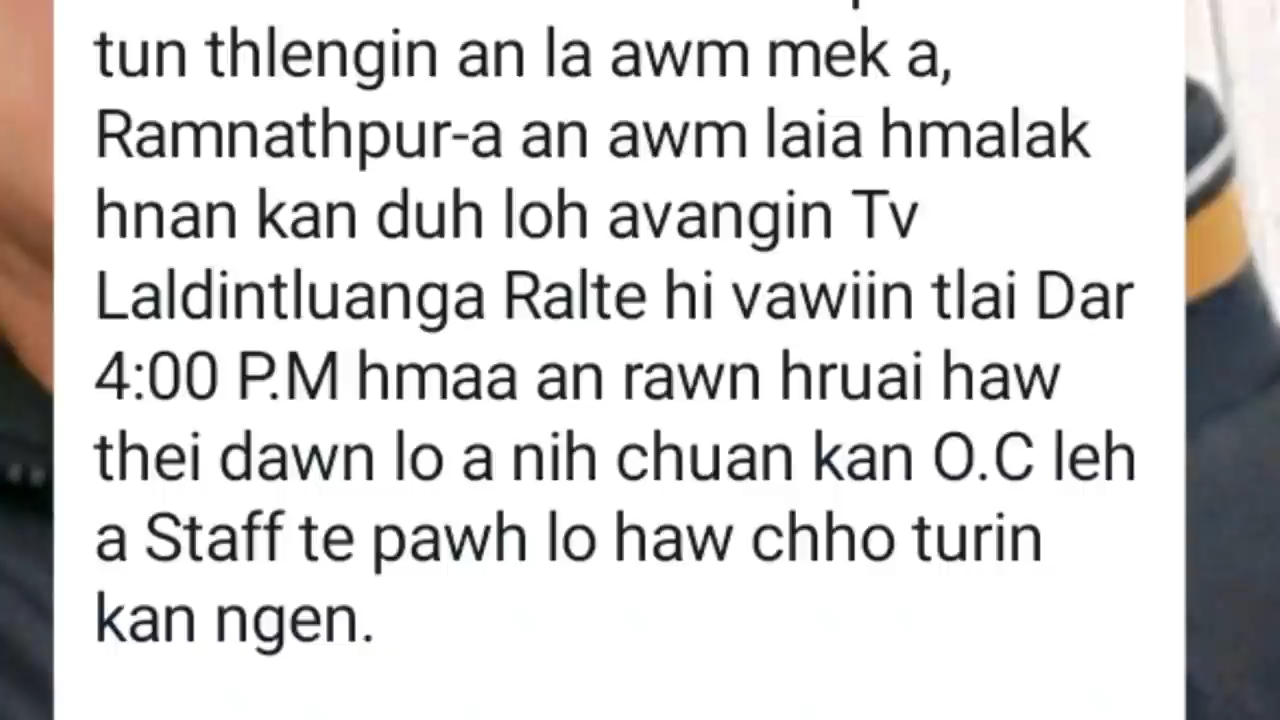 tun thlengin an la awm mek a,
Ramnathpur-a an awm laia hmalak
hnan kan duh loh avangin Tv
Laldintluanga Ralte hi vawiin tlai Dar
4:00 P.M hmaa an rawn hruai haw
thei dawn lo a nih chuan kan O.C leh
a Staff te pawh lo haw chho turin
kan ngen.